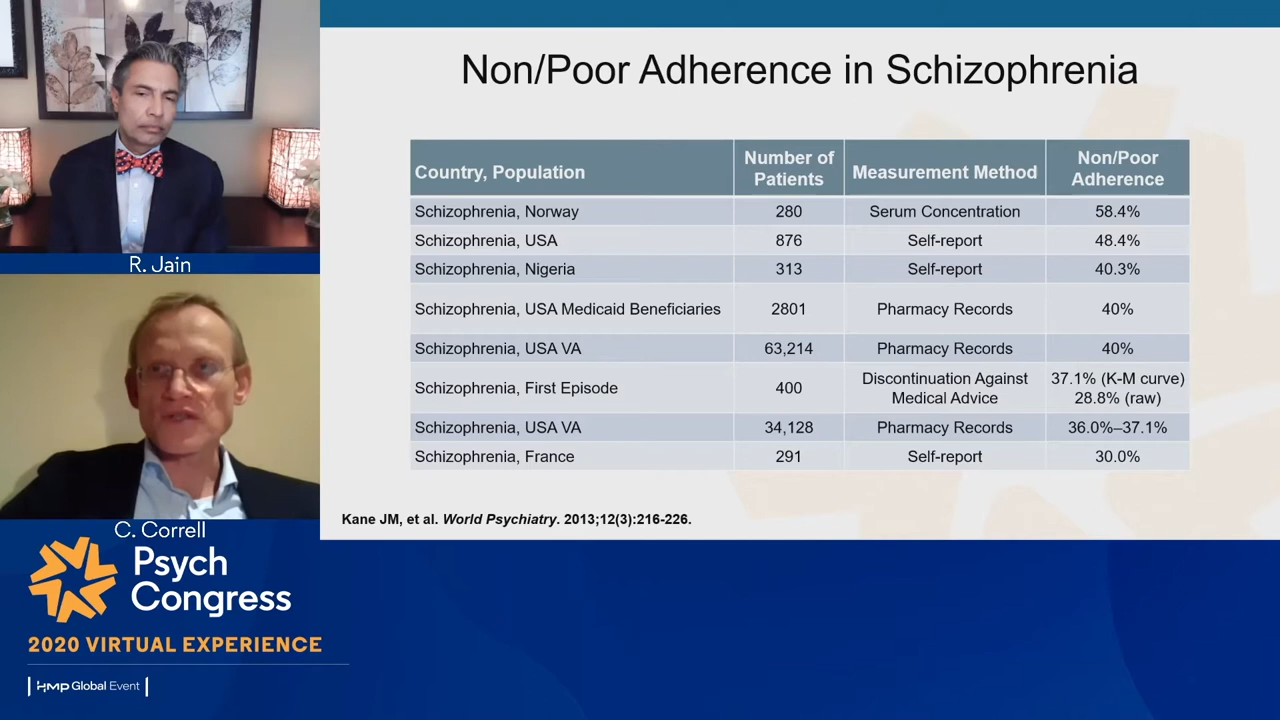 R. Jain
C. Correll
Psych
Congress
2020 VIRTUAL EXPERIENCE
HMP Global Event
Non/Poor Adherence in Schizophrenia
Country, Population
Number of
Patients
Measurement Method
Non/Poor
Adherence
Schizophrenia, Norway
280
Serum Concentration
58.4%
Schizophrenia, USA
876
Self-report
48.4%
Schizophrenia, Nigeria
313
Self-report
40.3%
Schizophrenia, USA Medicaid Beneficiaries
2801
Pharmacy Records
40%
Schizophrenia, USA VA
63,214
Pharmacy Records
40%
Schizophrenia, First Episode
400
Discontinuation Against
Medical Advice
37.1% (K-M curve)
28.8% (raw)
Schizophrenia, USA VA
34,128
Pharmacy Records
36.0%–37.1%
Schizophrenia, France
291
Self-report
30.0%
Kane JM, et al. World Psychiatry. 2013;12(3):216-226.